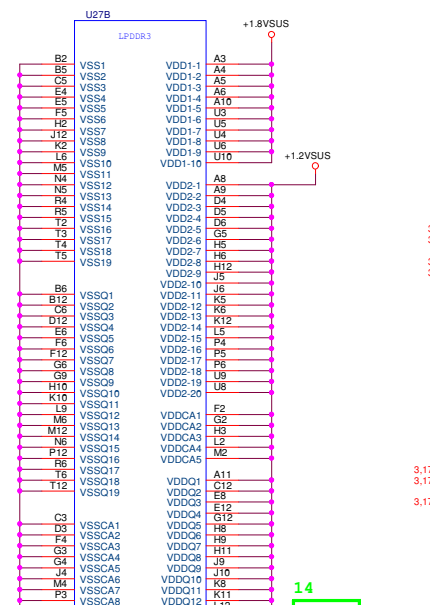 U27B
+1.8VSUS
LPDDR3
B2 VSS1 VDD1-1 A3
B5 VSS2 VDD1-2 A4
C5 VSS3 VDD1-3 A5
E4 VSS4 VDD1-4 A6
E5 VSS5 VDD1-5 A10
F5 VSS6 VDD1-6 U3
H2 VSS7 VDD1-7 U5
J12 VSS8 VDD1-8 U4
K2 VSS9 VDD1-9 U6
L6 VSS10 VDD1-10 U10
+1.2VSUS
M5 VSS11
N4 VSS12 VDD2-1 A8
N5 VSS13 VDD2-2 A9
R4 VSS14 VDD2-3 D4
R5 VSS15 VDD2-4 D5
T2 VSS16 VDD2-5 D6
T3 VSS17 VDD2-6 G5
T4 VSS18 VDD2-7 H5
T5 VSS19 VDD2-8 H6
VDD2-9 H12
VDD2-10 J5
B6 VSSQ1 VDD2-11 J6
B12 VSSQ2 VDD2-12 K5
C6 VSSQ3 VDD2-13 K6
D12 VSSQ4 VDD2-14 K12
E6 VSSQ5 VDD2-15 L5
F6 VSSQ6 VDD2-16 P4
F12 VSSQ7 VDD2-17 P5
G6 VSSQ8 VDD2-18 P6
G9 VSSQ9 VDD2-19 U9
H10 VSSQ10 VDD2-20 U8
K10 VSSQ11
L9 VSSQ12 VDDCA1 F2
M6 VSSQ13 VDDCA2 G2
M12 VSSQ14 VDDCA3 H3
N6 VSSQ15 VDDCA4 L2
P12 VSSQ16 VDDCA5 M2
R6 VSSQ17
T6 VSSQ18 VDDQ1 A11
T12 VSSQ19 VDDQ2 C12
VDDQ3 E8
VDDQ4 E12
C3 VSSCA1 VDDQ5 G12
D3 VSSCA2 VDDQ6 H8
F4 VSSCA3 VDDQ7 H9
G3 VSSCA4 VDDQ8 H11
G4 VSSCA5 VDDQ9 J9
J4 VSSCA6 VDDQ10 J10
M4 VSSCA7 VDDQ11 K8
P3 VSSCA8 VDDQ12 K11
3,17
3,17
3,17
14